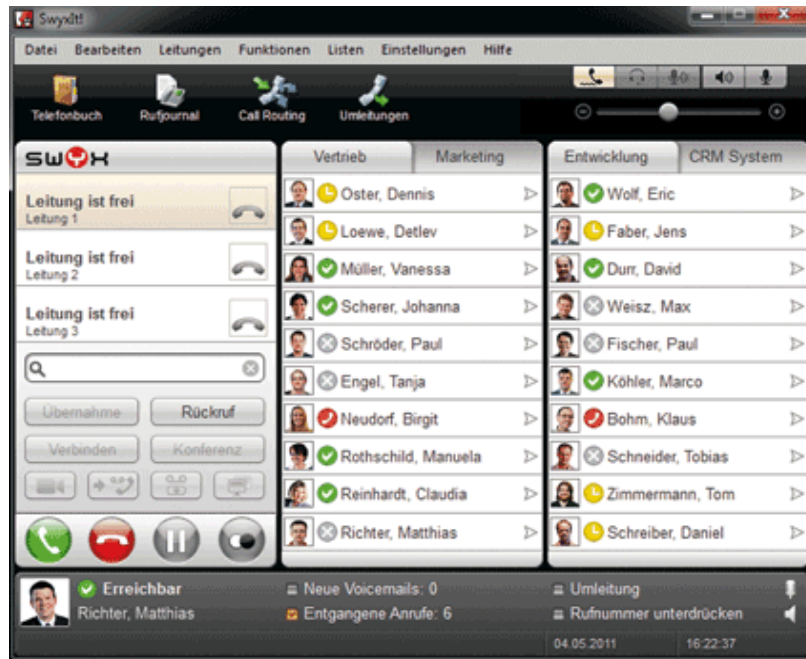 SwyxIt!
Datei Bearbeiten Leitungen Funktionen Listen Einstellungen Hilfe
Telefonbuch Rufjournal Call Routing Umleitungen
swyx
Leitung ist frei
Leitung 1
Leitung ist frei
Leitung 2
Leitung ist frei
Leitung 3
Übernahme Rückruf
Verbinden Konferenz
Vertrieb Marketing
Oster, Dennis
Loewe, Detlev
Müller, Vanessa
Scherer, Johanna
Schröder, Paul
Engel, Tanja
Neudorf, Birgit
Rothschild, Manuela
Reinhardt, Claudia
Richter, Matthias
Entwicklung CRM System
Wolf, Eric
Faber, Jens
Durr, David
Weisz, Max
Fischer, Paul
Köhler, Marco
Bohm, Klaus
Schneider, Tobias
Zimmermann, Tom
Schreiber, Daniel
Erreichbar
Richter, Matthias
Neue Voicemails: 0
Entgangene Anrufe: 6
Umleitung
Rufnummer unterdrücken
04.05.2011 16:22:37